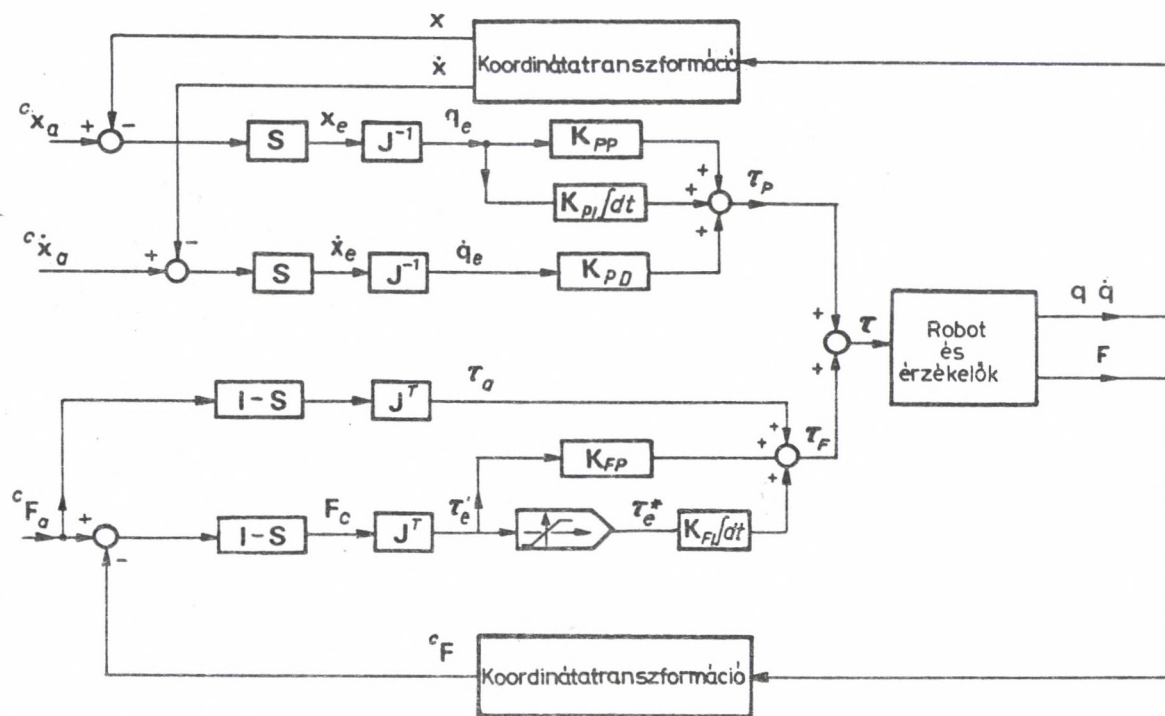 x
Koordinátatranszformáció
ẋ
ᶜxₐ + −
S
xₑ
J⁻¹
qₑ
K_PP
+
K_PI∫dt
+
τ_P
+
ᶜẋₐ + −
S
ẋₑ
J⁻¹
q̇ₑ
K_PD
+
τ
+
Robot
és
érzékelők
q q̇
F
I-S
Jᵀ
τₐ
+
K_FP
+
τ_F
ᶜFₐ + −
I-S
F_c
Jᵀ
τₑ'
τₑ*
K_FI∫dt
+
ᶜF
Koordinátatranszformáció